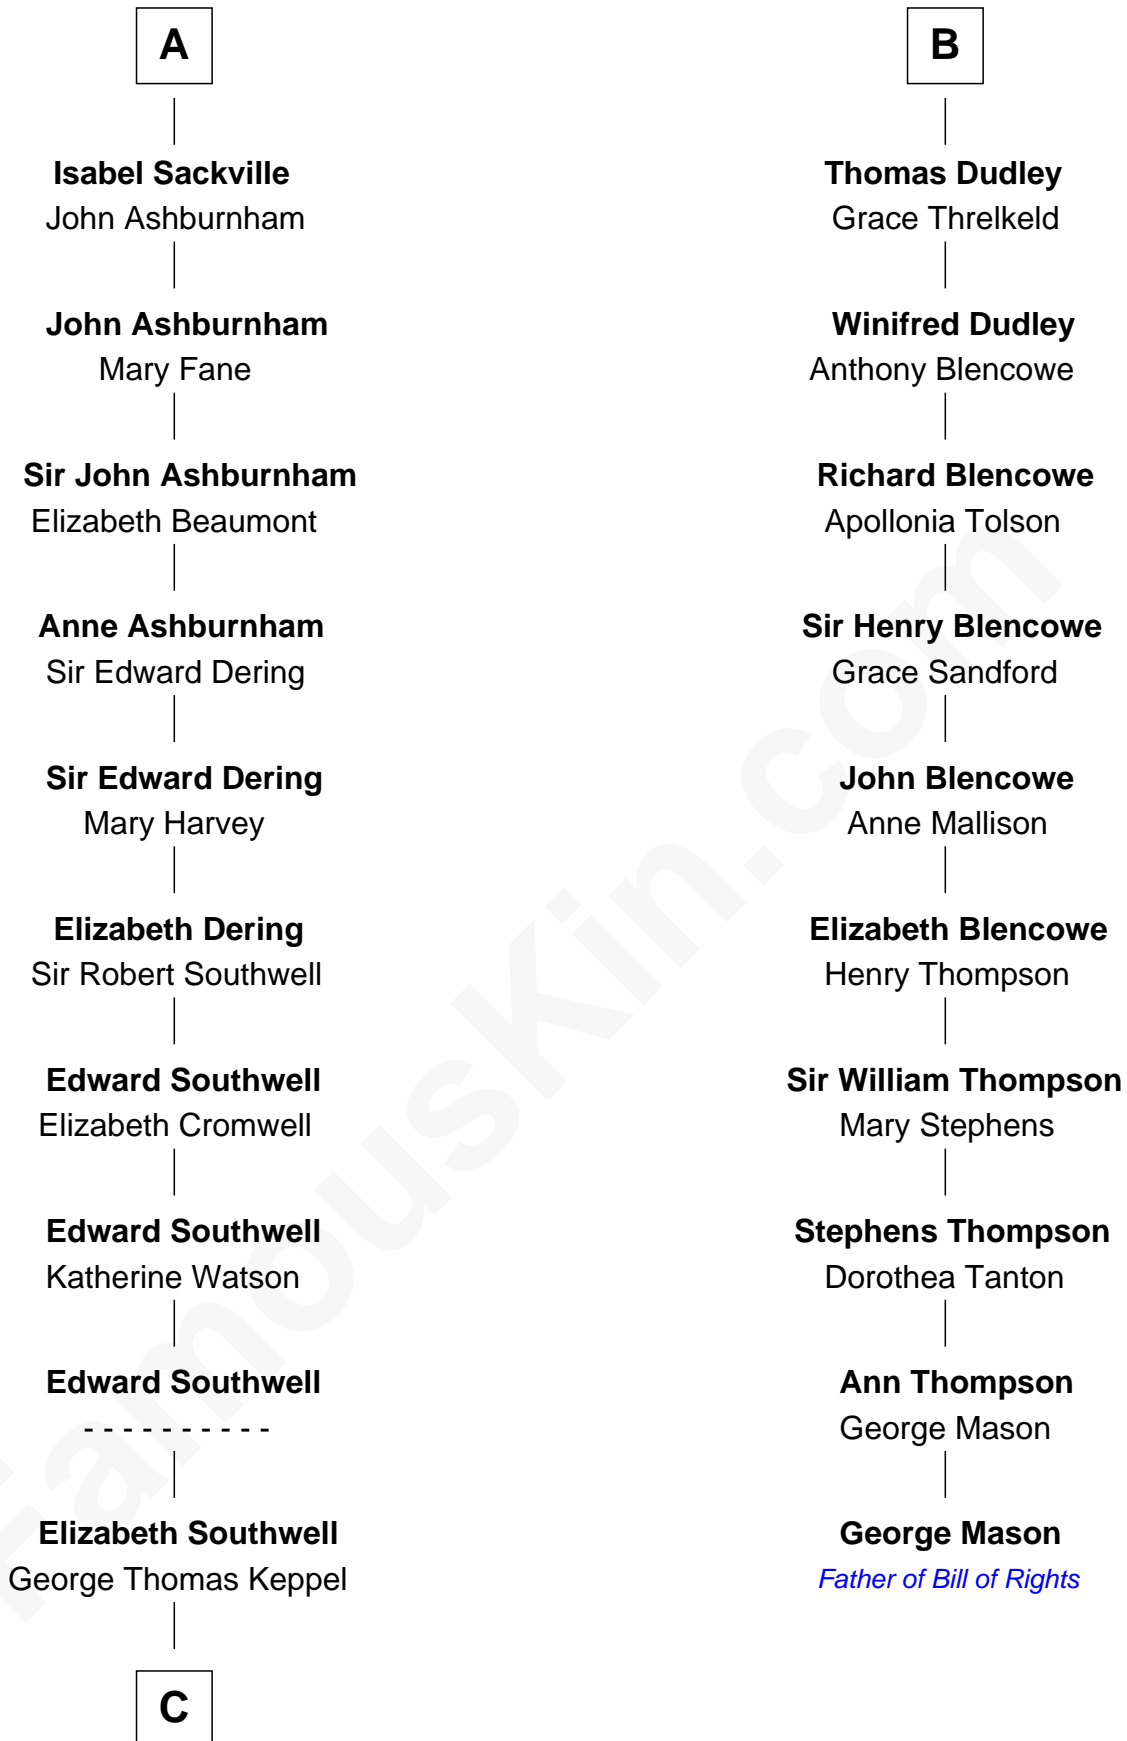 A
Isabel Sackville
John Ashburnham
John Ashburnham
Mary Fane
Sir John Ashburnham
Elizabeth Beaumont
Anne Ashburnham
Sir Edward Dering
Sir Edward Dering
Mary Harvey
Elizabeth Dering
Sir Robert Southwell
Edward Southwell
Elizabeth Cromwell
Edward Southwell
Katherine Watson
Edward Southwell
- - - - - - - - - -
Elizabeth Southwell
George Thomas Keppel
C
B
Thomas Dudley
Grace Threlkeld
Winifred Dudley
Anthony Blencowe
Richard Blencowe
Apollonia Tolson
Sir Henry Blencowe
Grace Sandford
John Blencowe
Anne Mallison
Elizabeth Blencowe
Henry Thompson
Sir William Thompson
Mary Stephens
Stephens Thompson
Dorothea Tanton
Ann Thompson
George Mason
George Mason
Father of Bill of Rights
FamousKin.com